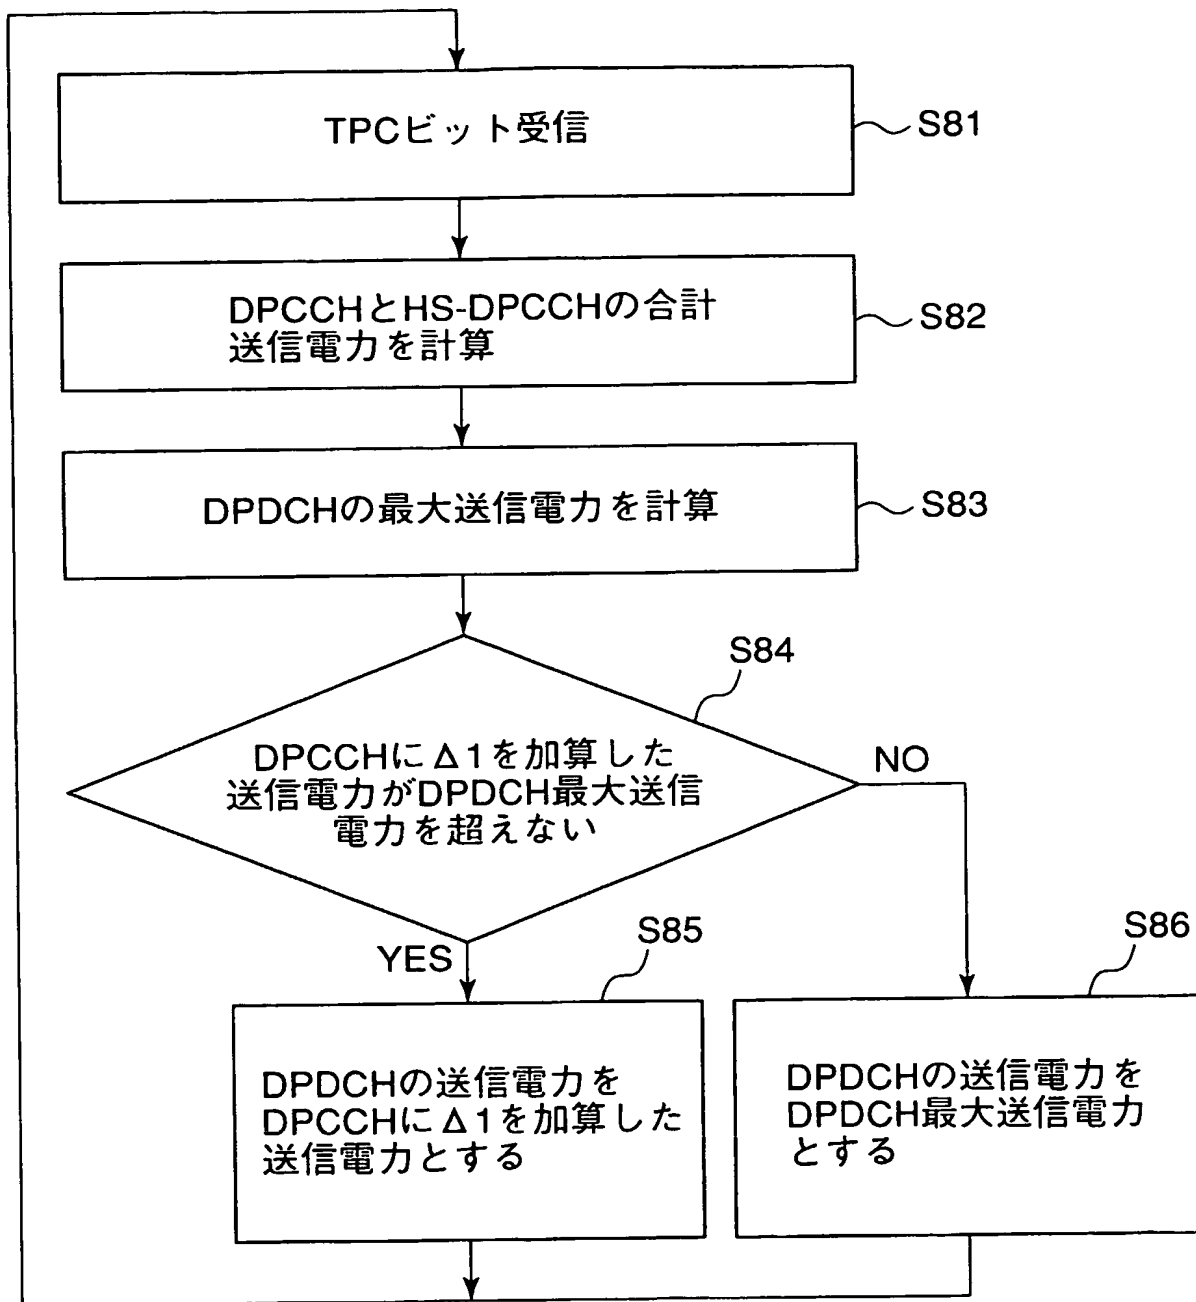 TPCビット受信
S81
DPCCHとHS-DPCCHの合計
送信電力を計算
S82
DPDCHの最大送信電力を計算
S83
S84
DPCCHにΔ1を加算した
送信電力がDPDCH最大送信
電力を超えない
NO
YES
S85
DPDCHの送信電力を
DPCCHにΔ1を加算した
送信電力とする
S86
DPDCHの送信電力を
DPDCH最大送信電力
とする